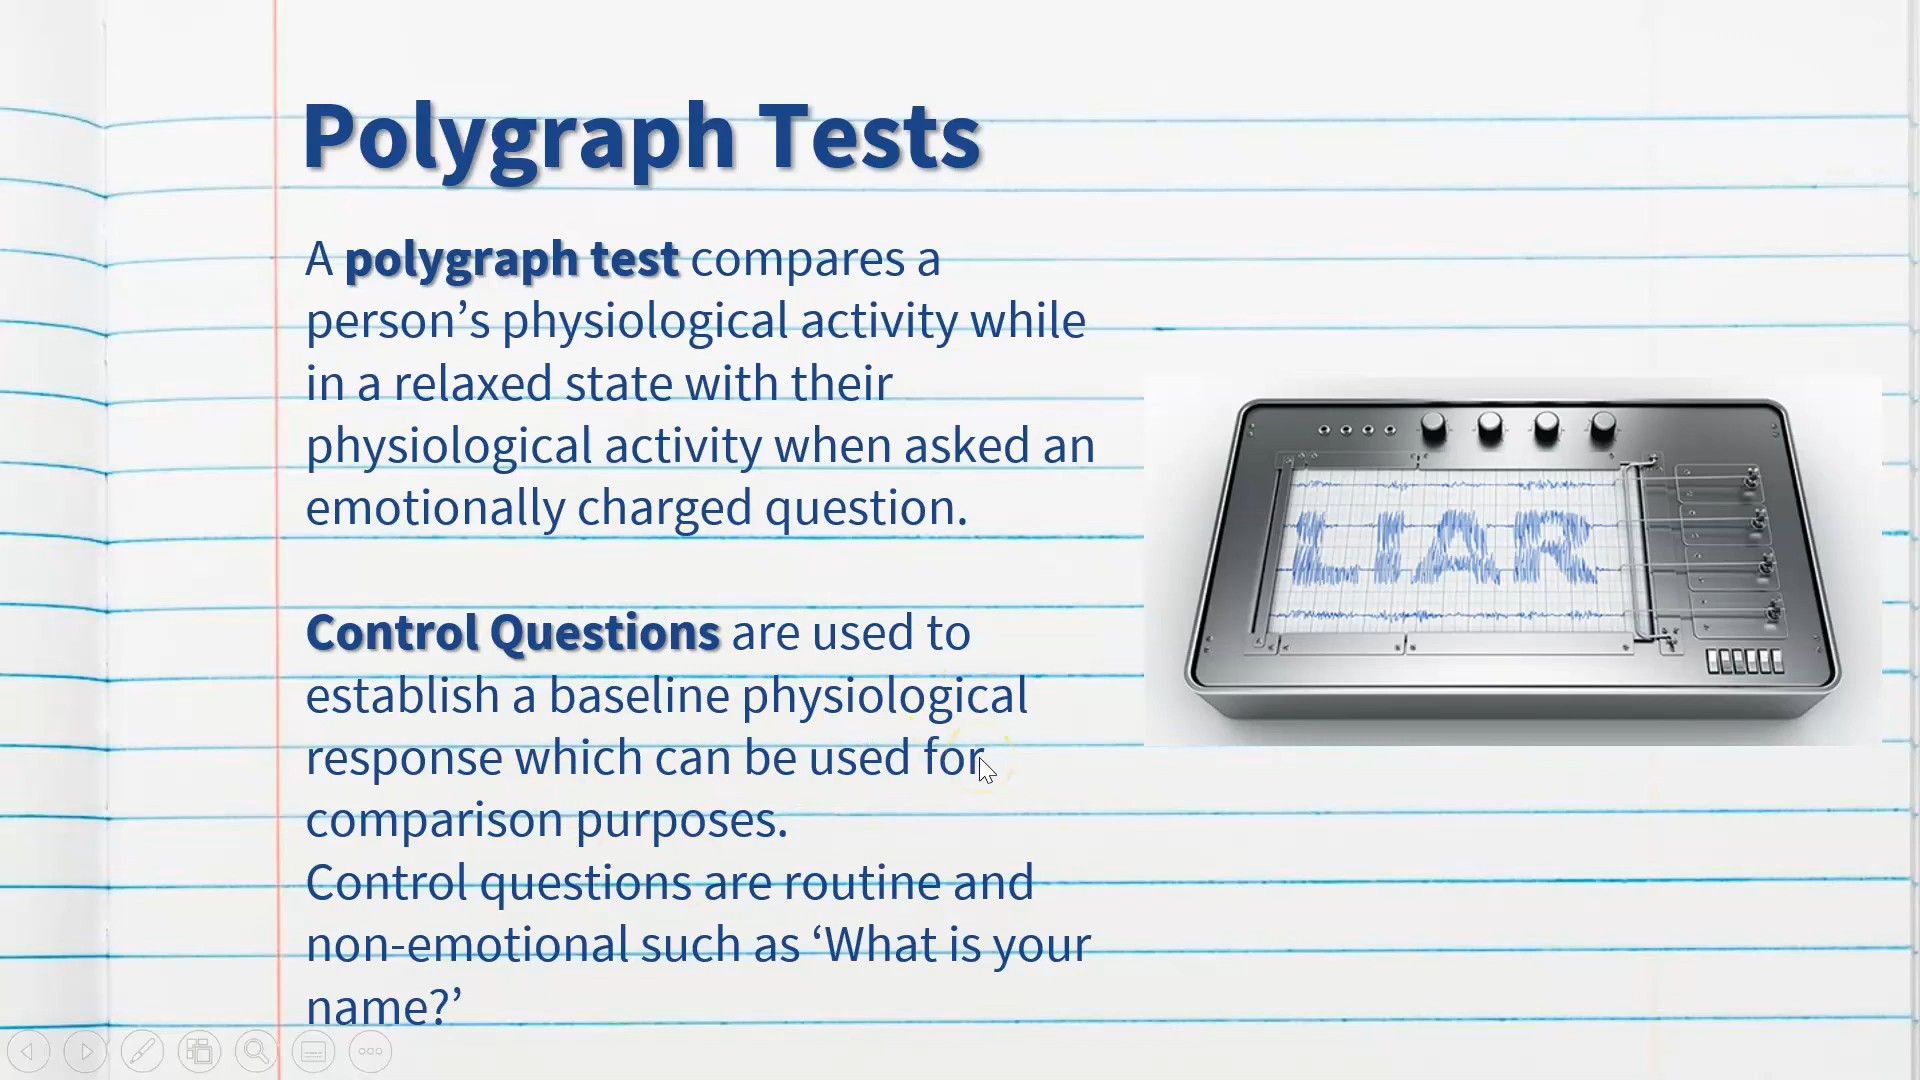 Polygraph Tests
A polygraph test compares a
person’s physiological activity while
in a relaxed state with their
physiological activity when asked an
emotionally charged question.
Control Questions are used to
establish a baseline physiological
response which can be used for
comparison purposes.
Control questions are routine and
non-emotional such as ‘What is your
name?’
LIAR